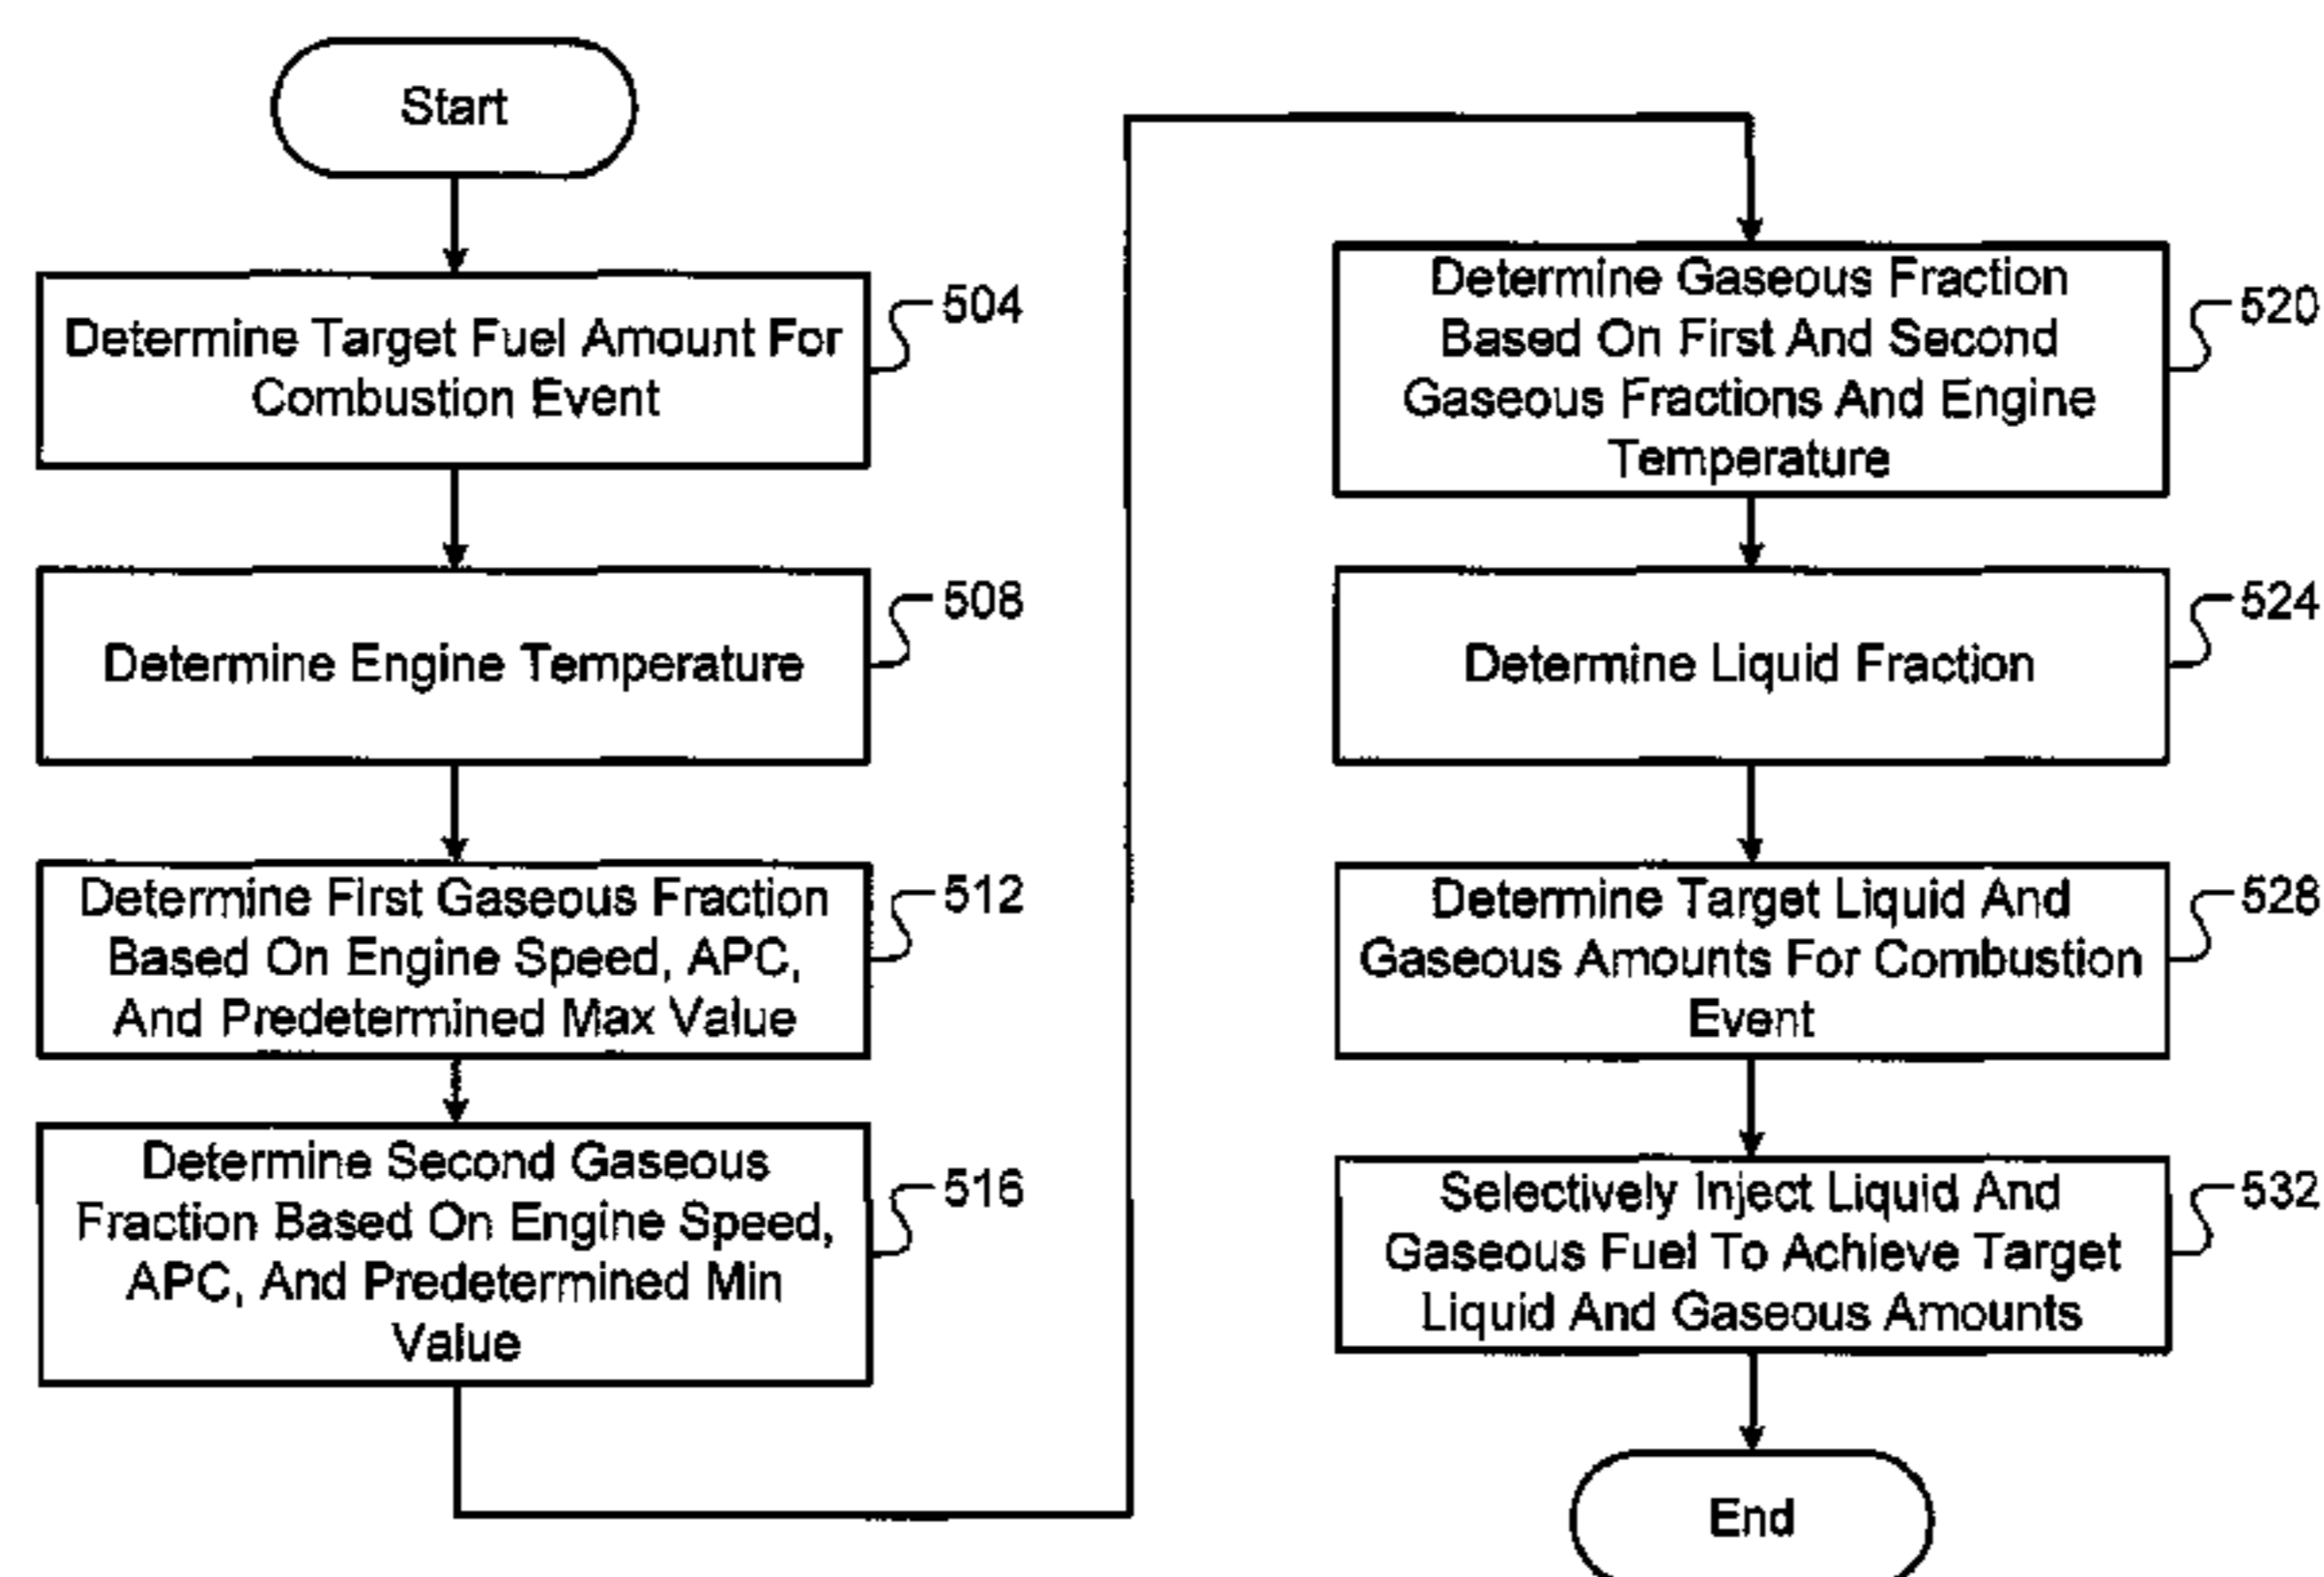 Start
Determine Target Fuel Amount For
Combustion Event
504
Determine Engine Temperature
508
Determine First Gaseous Fraction
Based On Engine Speed, APC,
And Predetermined Max Value
512
Determine Second Gaseous
Fraction Based On Engine Speed,
APC, And Predetermined Min
Value
516
Determine Gaseous Fraction
Based On First And Second
Gaseous Fractions And Engine
Temperature
520
Determine Liquid Fraction
524
Determine Target Liquid And
Gaseous Amounts For Combustion
Event
528
Selectively Inject Liquid And
Gaseous Fuel To Achieve Target
Liquid And Gaseous Amounts
532
End